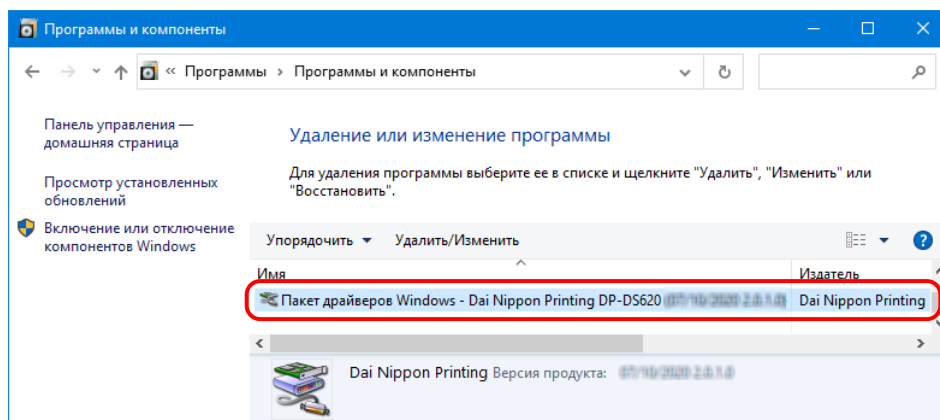 Программы и компоненты
« Программы › Программы и компоненты
Панель управления —
домашняя страница
Просмотр установленных
обновлений
Включение или отключение
компонентов Windows
Удаление или изменение программы
Для удаления программы выберите ее в списке и щелкните "Удалить", "Изменить" или
"Восстановить".
Упорядочить Удалить/Изменить
Имя Издатель
Пакет драйверов Windows - Dai Nippon Printing DP-DS620 Dai Nippon Printing
Dai Nippon Printing Версия продукта: